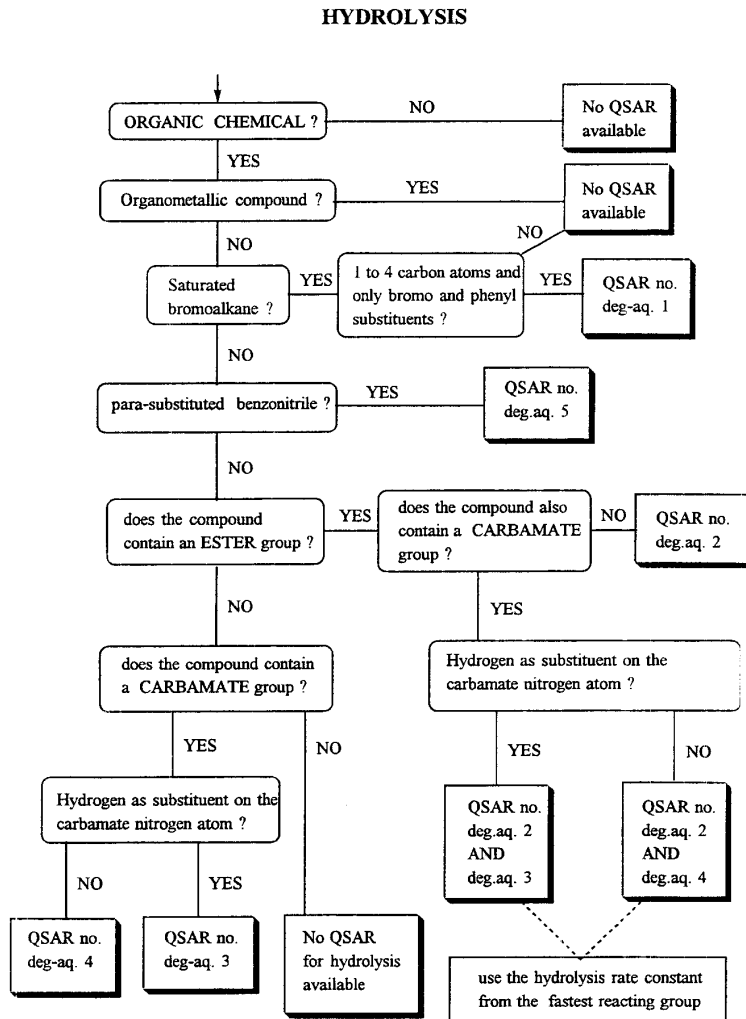 HYDROLYSIS
ORGANIC CHEMICAL ?
NO
No QSAR
available
YES
Organometallic compound ?
YES
No QSAR
available
NO
NO
Saturated
bromoalkane ?
YES
1 to 4 carbon atoms and
only bromo and phenyl
substituents ?
YES
QSAR no.
deg-aq. 1
NO
para-substituted benzonitrile ?
YES
QSAR no.
deg.aq. 5
NO
does the compound
contain an ESTER group ?
YES
does the compound also
contain a CARBAMATE
group ?
NO
QSAR no.
deg.aq. 2
NO
YES
does the compound contain
a CARBAMATE group ?
Hydrogen as substituent on the
carbamate nitrogen atom ?
YES
NO
YES
NO
Hydrogen as substituent on the
carbamate nitrogen atom ?
QSAR no.
deg.aq. 2
AND
deg.aq. 3
QSAR no.
deg.aq. 2
AND
deg.aq. 4
NO
YES
QSAR no.
deg-aq. 4
QSAR no.
deg-aq. 3
No QSAR
for hydrolysis
available
use the hydrolysis rate constant
from the fastest reacting group